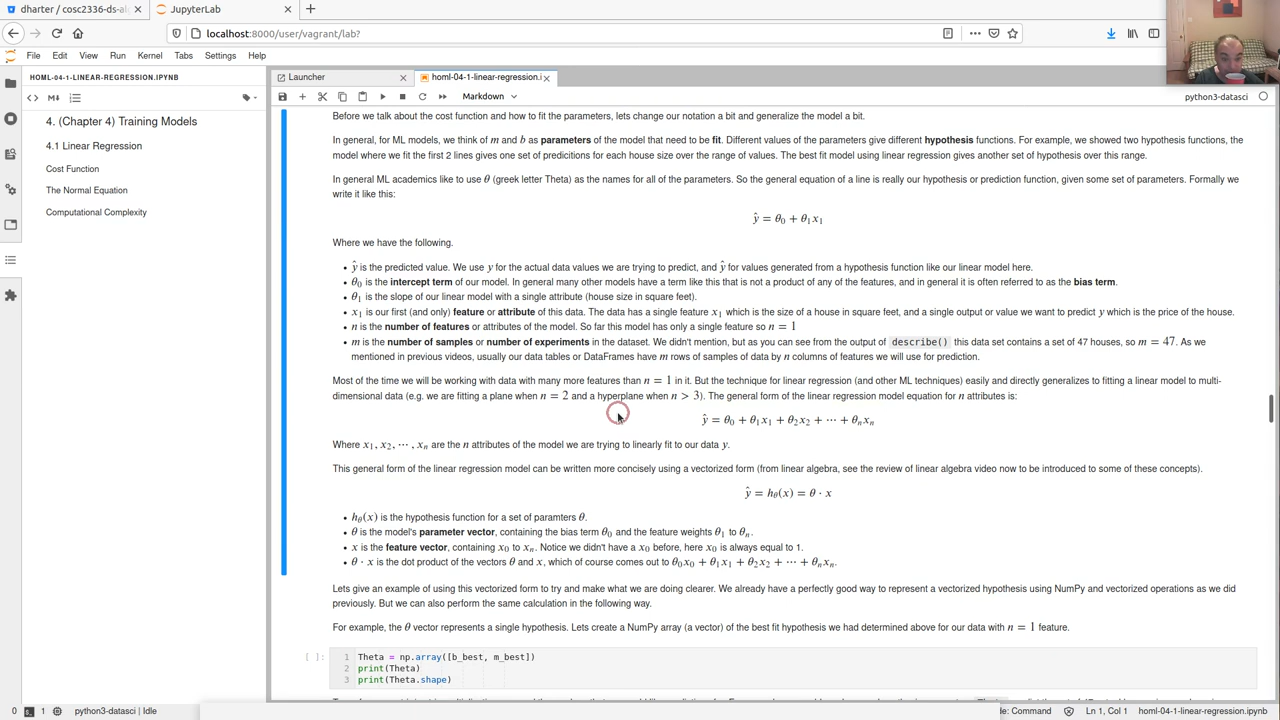 dharter / cosc2336-ds-al
JupyterLab
localhost:8000/user/vagrant/lab?
File Edit View Run Kernel Tabs Settings Help
HOML-04-1-LINEAR-REGRESSION.IPYNB
Launcher
homl-04-1-linear-regression.i
Markdown
python3-datasci
4. (Chapter 4) Training Models
4.1 Linear Regression
Cost Function
The Normal Equation
Computational Complexity
Before we talk about the cost function and how to fit the parameters, lets change our notation a bit and generalize the model a bit.
In general, for ML models, we think of m and b as parameters of the model that need to be fit. Different values of the parameters give different hypothesis functions. For example, we showed two hypothesis functions, the
model where we fit the first 2 lines gives one set of predicitions for each house size over the range of values. The best fit model using linear regression gives another set of hypothesis over this range.
In general ML academics like to use θ (greek letter Theta) as the names for all of the parameters. So the general equation of a line is really our hypothesis or prediction function, given some set of parameters. Formally we
write it like this:
ŷ = θ₀ + θ₁x₁
Where we have the following.
• ŷ is the predicted value. We use y for the actual data values we are trying to predict, and ŷ for values generated from a hypothesis function like our linear model here.
• θ₀ is the intercept term of our model. In general many other models have a term like this that is not a product of any of the features, and in general it is often referred to as the bias term.
• θ₁ is the slope of our linear model with a single attribute (house size in square feet).
• x₁ is our first (and only) feature or attribute of this data. The data has a single feature x₁ which is the size of a house in square feet, and a single output or value we want to predict y which is the price of the house.
• n is the number of features or attributes of the model. So far this model has only a single feature so n = 1
• m is the number of samples or number of experiments in the dataset. We didn't mention, but as you can see from the output of describe() this data set contains a set of 47 houses, so m = 47. As we
mentioned in previous videos, usually our data tables or DataFrames have m rows of samples of data by n columns of features we will use for prediction.
Most of the time we will be working with data with many more features than n = 1 in it. But the technique for linear regression (and other ML techniques) easily and directly generalizes to fitting a linear model to multi-
dimensional data (e.g. we are fitting a plane when n = 2 and a hyperplane when n > 3). The general form of the linear regression model equation for n attributes is:
ŷ = θ₀ + θ₁x₁ + θ₂x₂ + ⋯ + θₙxₙ
Where x₁, x₂, ⋯ , xₙ are the n attributes of the model we are trying to linearly fit to our data y.
This general form of the linear regression model can be written more concisely using a vectorized form (from linear algebra, see the review of linear algebra video now to be introduced to some of these concepts).
ŷ = h_θ(x) = θ · x
• h_θ(x) is the hypothesis function for a set of paramters θ.
• θ is the model's parameter vector, containing the bias term θ₀ and the feature weights θ₁ to θₙ.
• x is the feature vector, containing x₀ to xₙ. Notice we didn't have a x₀ before, here x₀ is always equal to 1.
• θ · x is the dot product of the vectors θ and x, which of course comes out to θ₀x₀ + θ₁x₁ + θ₂x₂ + ⋯ + θₙxₙ.
Lets give an example of using this vectorized form to try and make what we are doing clearer. We already have a perfectly good way to represent a vectorized hypothesis using NumPy and vectorized operations as we did
previously. But we can also perform the same calculation in the following way.
For example, the θ vector represents a single hypothesis. Lets create a NumPy array (a vector) of the best fit hypothesis we had determined above for our data with n = 1 feature.
[ ]:
1 Theta = np.array([b_best, m_best])
2 print(Theta)
3 print(Theta.shape)
0
1
python3-datasci | Idle
de: Command
Ln 1, Col 1
homl-04-1-linear-regression.ipynb